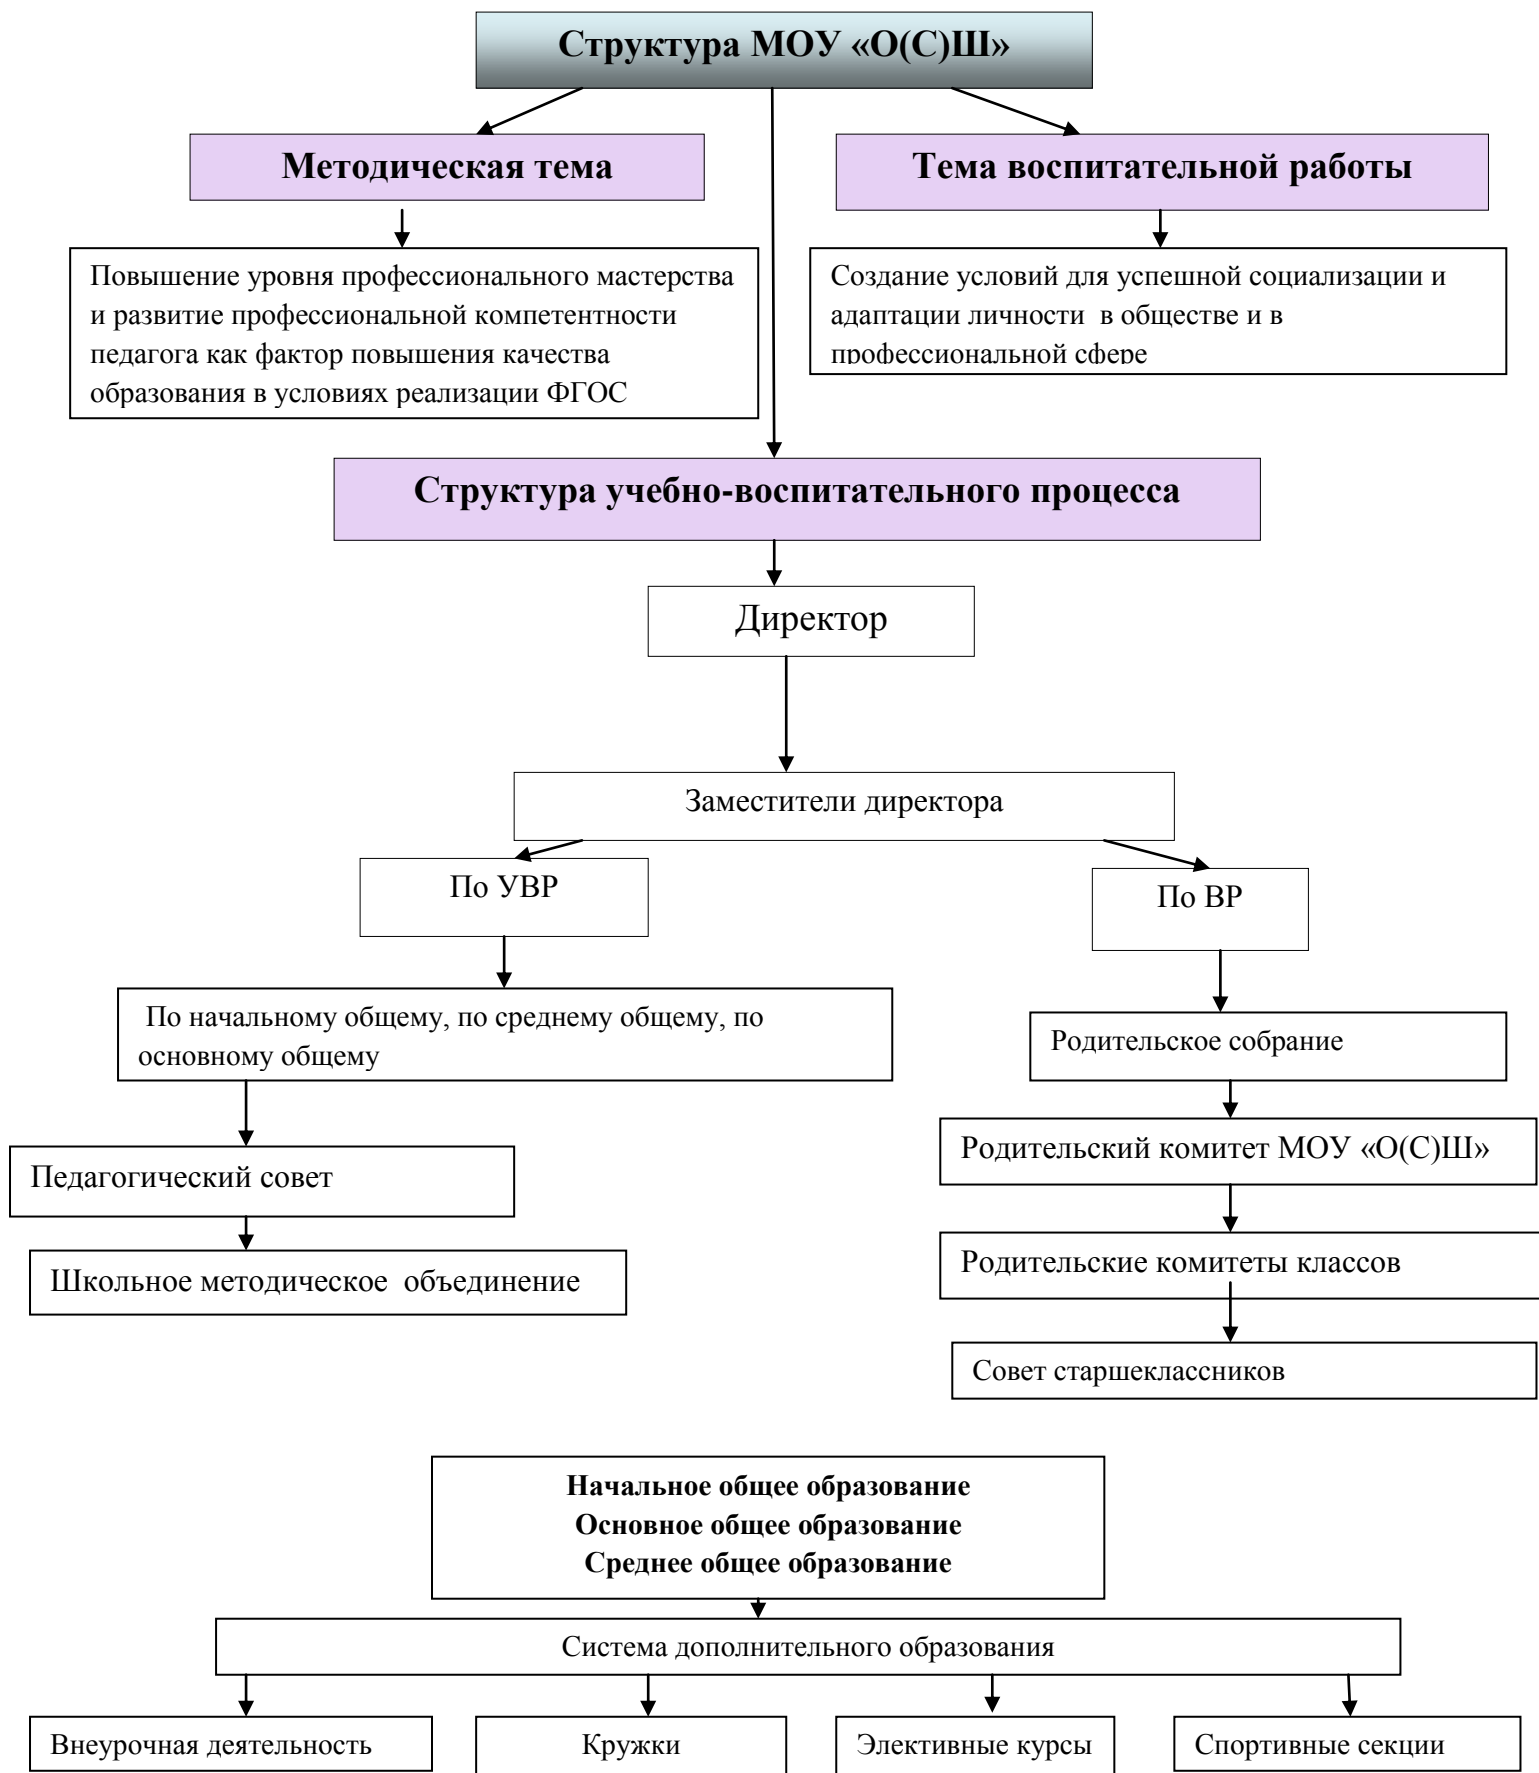 Структура МОУ «О(С)Ш»
Методическая тема
Тема воспитательной работы
Повышение уровня профессионального мастерства
и развитие профессиональной компетентности
педагога как фактор повышения качества
образования в условиях реализации ФГОС
Создание условий для успешной социализации и
адаптации личности в обществе и в
профессиональной сфере
Структура учебно-воспитательного процесса
Директор
Заместители директора
По УВР
По ВР
По начальному общему, по среднему общему, по
основному общему
Родительское собрание
Педагогический совет
Родительский комитет МОУ «О(С)Ш»
Школьное методическое объединение
Родительские комитеты классов
Совет старшеклассников
Начальное общее образование
Основное общее образование
Среднее общее образование
Система дополнительного образования
Внеурочная деятельность
Кружки
Элективные курсы
Спортивные секции